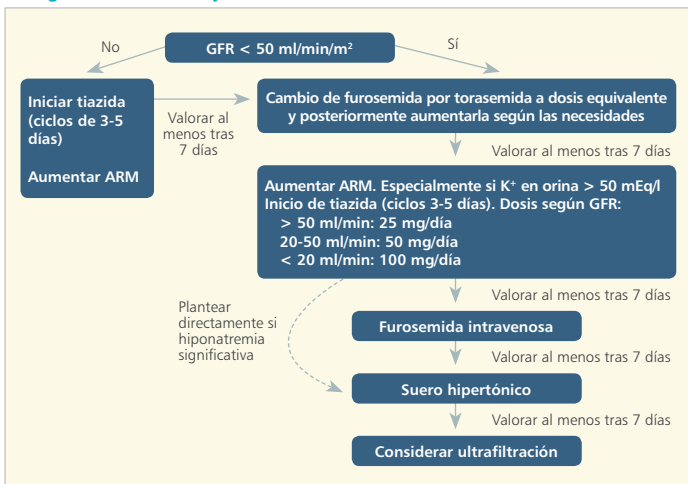 GFR < 50 ml/min/m²
No
Sí
Iniciar tiazida
(ciclos de 3-5
días)
Aumentar ARM
Valorar al
menos tras
7 días
Cambio de furosemida por torasemida a dosis equivalente
y posteriormente aumentarla según las necesidades
Valorar al menos tras 7 días
Aumentar ARM. Especialmente si K⁺ en orina > 50 mEq/l
Inicio de tiazida (ciclos 3-5 días). Dosis según GFR:
> 50 ml/min: 25 mg/día
20-50 ml/min: 50 mg/día
< 20 ml/min: 100 mg/día
Valorar al menos tras 7 días
Plantear
directamente si
hiponatremia
significativa
Furosemida intravenosa
Valorar al menos tras 7 días
Suero hipertónico
Valorar al menos tras 7 días
Considerar ultrafiltración